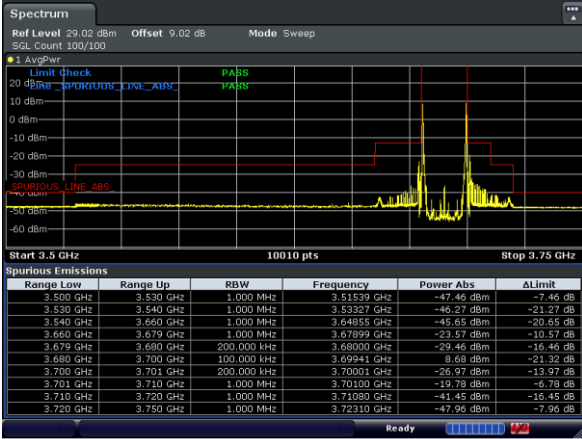 Spectrum
Ref Level 29.02 dBm Offset 9.02 dB Mode Sweep
SGL Count 100/100
1 AvgPwr
Limit Check PASS
20 dBm
Line _SPURIOUS_LINE_ABS_ PASS
10 dBm
0 dBm
-10 dBm
-20 dBm
-30 dBm
_SPURIOUS_LINE_ABS_
-40 dBm
-50 dBm
-60 dBm
Start 3.5 GHz 10010 pts Stop 3.75 GHz
Spurious Emissions
Range Low Range Up RBW Frequency Power Abs ΔLimit
3.500 GHz 3.530 GHz 1.000 MHz 3.51539 GHz -47.46 dBm -7.46 dB
3.530 GHz 3.540 GHz 1.000 MHz 3.53327 GHz -46.27 dBm -21.27 dB
3.540 GHz 3.660 GHz 1.000 MHz 3.64855 GHz -45.65 dBm -20.65 dB
3.660 GHz 3.679 GHz 1.000 MHz 3.67899 GHz -23.57 dBm -10.57 dB
3.679 GHz 3.680 GHz 200.000 kHz 3.68000 GHz -29.46 dBm -16.46 dB
3.680 GHz 3.700 GHz 100.000 kHz 3.69941 GHz 8.68 dBm -21.32 dB
3.700 GHz 3.701 GHz 200.000 kHz 3.70001 GHz -26.97 dBm -13.97 dB
3.701 GHz 3.710 GHz 1.000 MHz 3.70100 GHz -19.78 dBm -6.78 dB
3.710 GHz 3.720 GHz 1.000 MHz 3.71080 GHz -41.45 dBm -16.45 dB
3.720 GHz 3.750 GHz 1.000 MHz 3.72310 GHz -47.96 dBm -7.96 dB
Ready